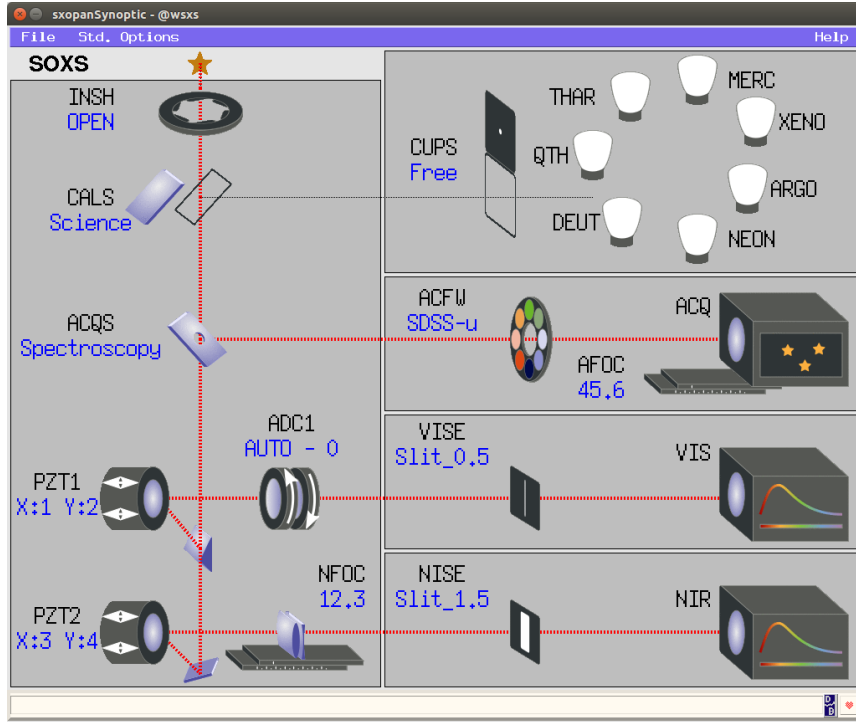 sxopanSynoptic - @wsxs
File Std. Options Help
SOXS
INSH
OPEN
CALS
Science
ACQS
Spectroscopy
ADC1
AUTO - 0
PZT1
X:1 Y:2
NFOC
12.3
PZT2
X:3 Y:4
CUPS
Free
THAR
MERC
XENO
QTH
ARGO
DEUT
NEON
ACFW
SDSS-u
ACQ
AFOC
45.6
VISE
Slit_0.5
VIS
NISE
Slit_1.5
NIR
D
D